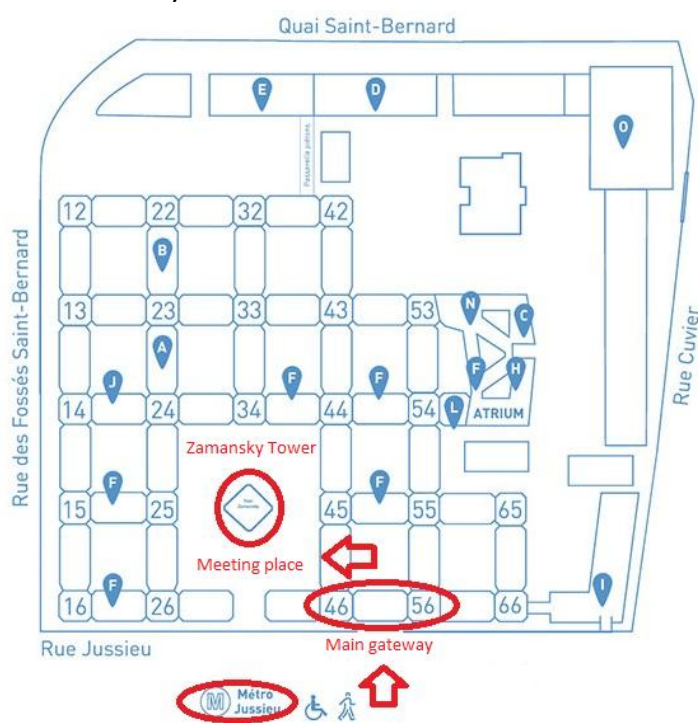 Quai Saint-Bernard
E
D
O
Passerelle piétons
12
22
32
42
B
Rue des Fossés Saint-Bernard
13
23
33
43
53
N
C
A
Rue Cuvier
J
F
F
F
H
14
24
34
44
54
L
ATRIUM
Zamansky Tower
F
F
15
25
45
55
65
Meeting place
F
I
16
26
46
56
66
Rue Jussieu
Main gateway
M
Métro
Jussieu